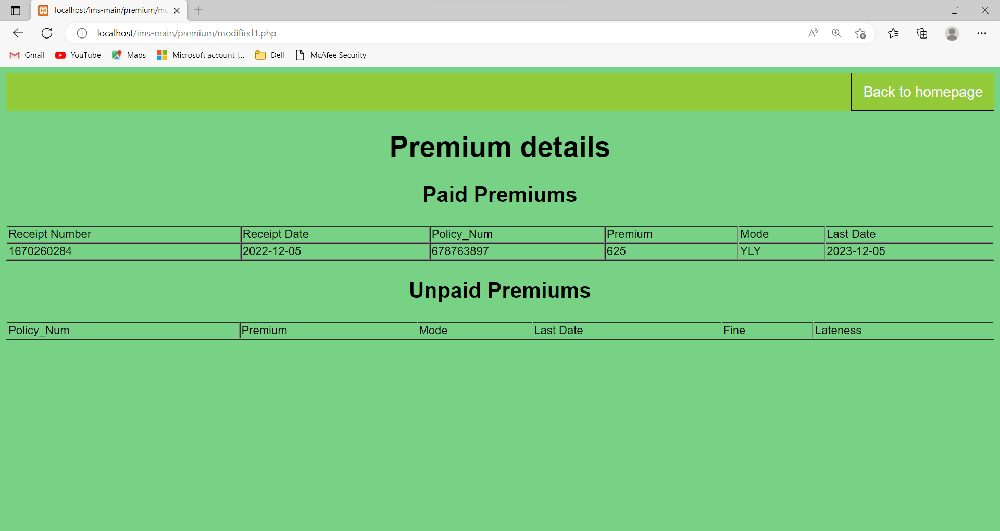 localhost/ims-main/premium/mo
localhost/ims-main/premium/modified1.php
Gmail YouTube Maps Microsoft account |... Dell McAfee Security
Back to homepage
Premium details
Paid Premiums
Receipt Number Receipt Date Policy_Num Premium Mode Last Date
1670260284 2022-12-05 678763897 625 YLY 2023-12-05
Unpaid Premiums
Policy_Num Premium Mode Last Date Fine Lateness